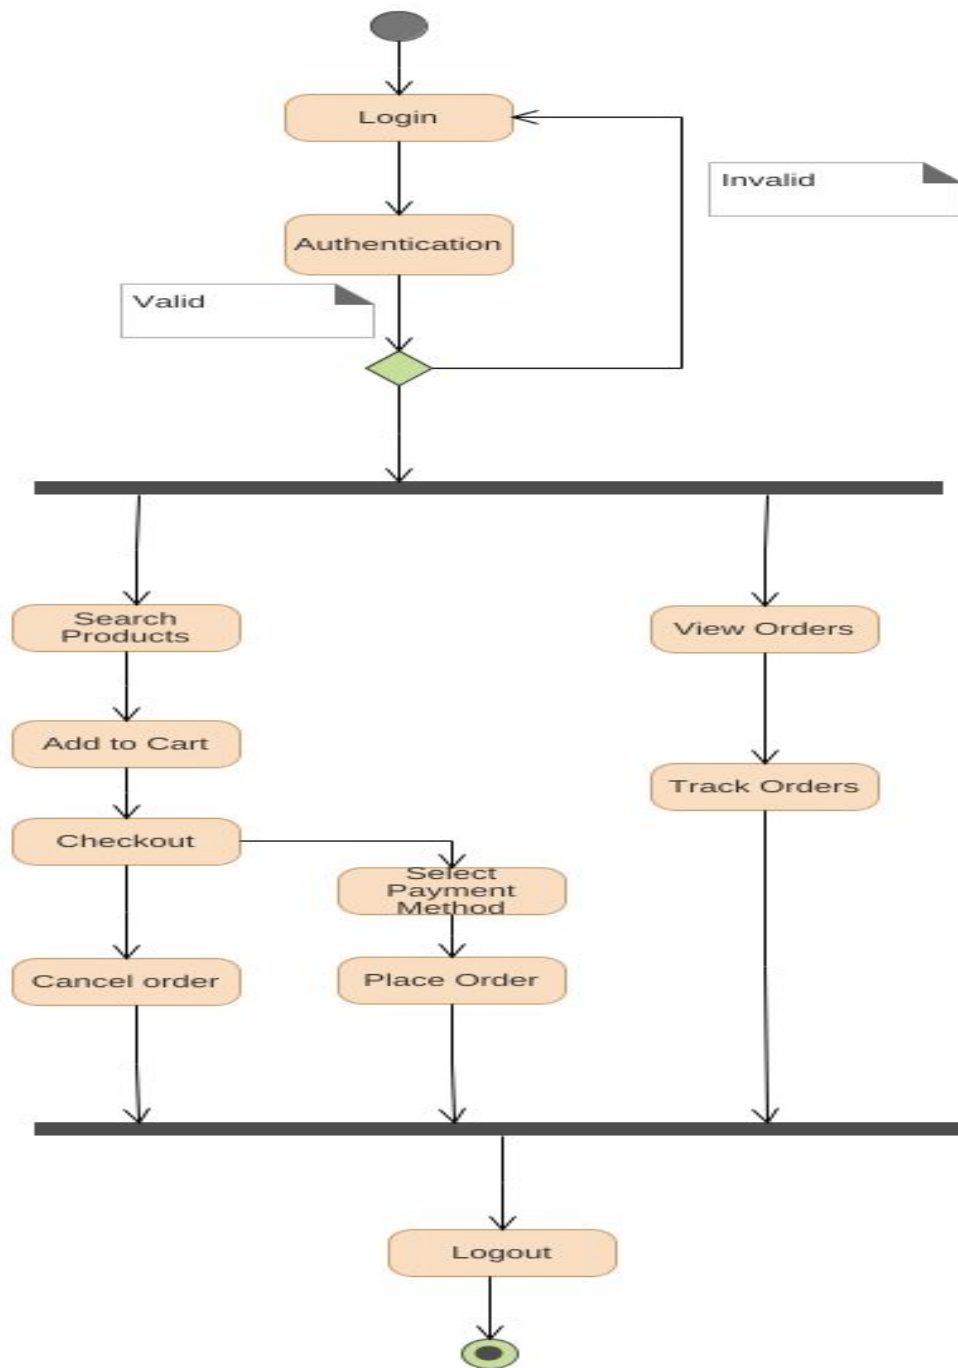 Login
Invalid
Authentication
Valid
Search
Products
View Orders
Add to Cart
Track Orders
Checkout
Select
Payment
Method
Cancel order
Place Order
Logout